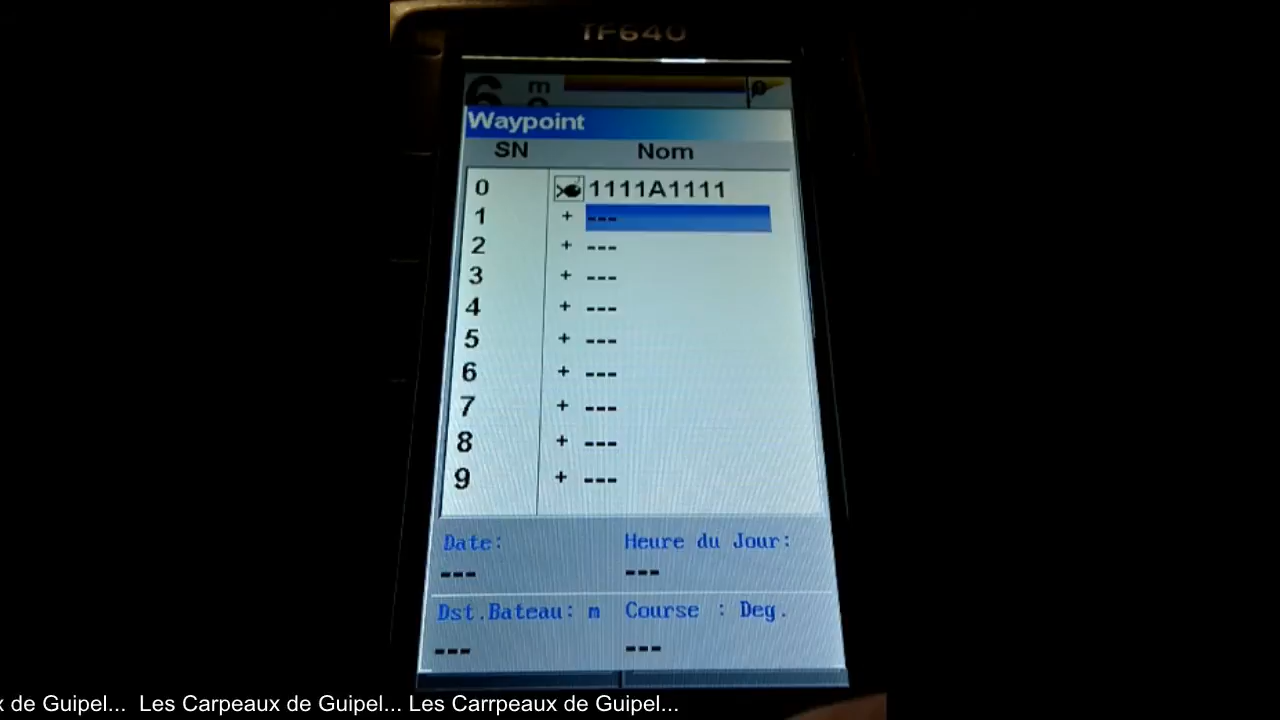 TF640
6 m
Waypoint
SN Nom
0 1111A1111
1 + ---
2 + ---
3 + ---
4 + ---
5 + ---
6 + ---
7 + ---
8 + ---
9 + ---
Date: Heure du Jour:
--- ---
Dst.Bateau: m Course : Deg.
--- ---
x de Guipel... Les Carpeaux de Guipel... Les Carrpeaux de Guipel...